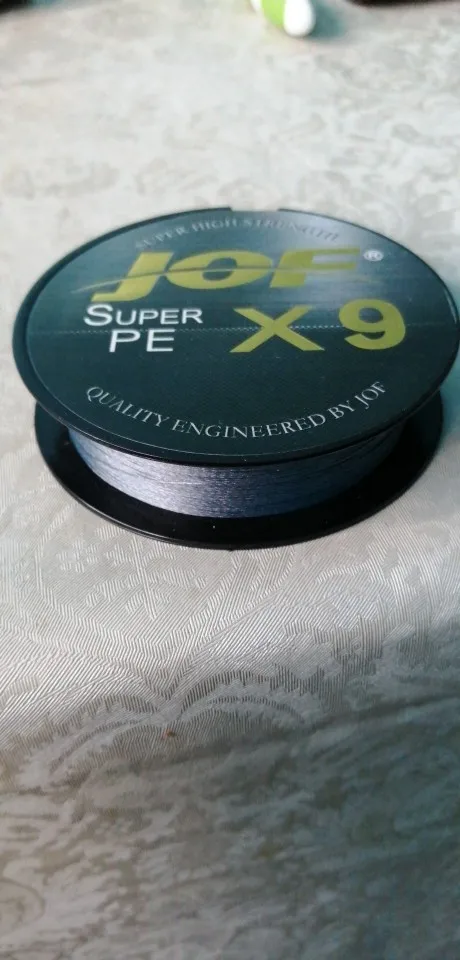 SUPER HIGH STRENGTH
JOF®
SUPER
PE
X9
QUALITY ENGINEERED BY JOF